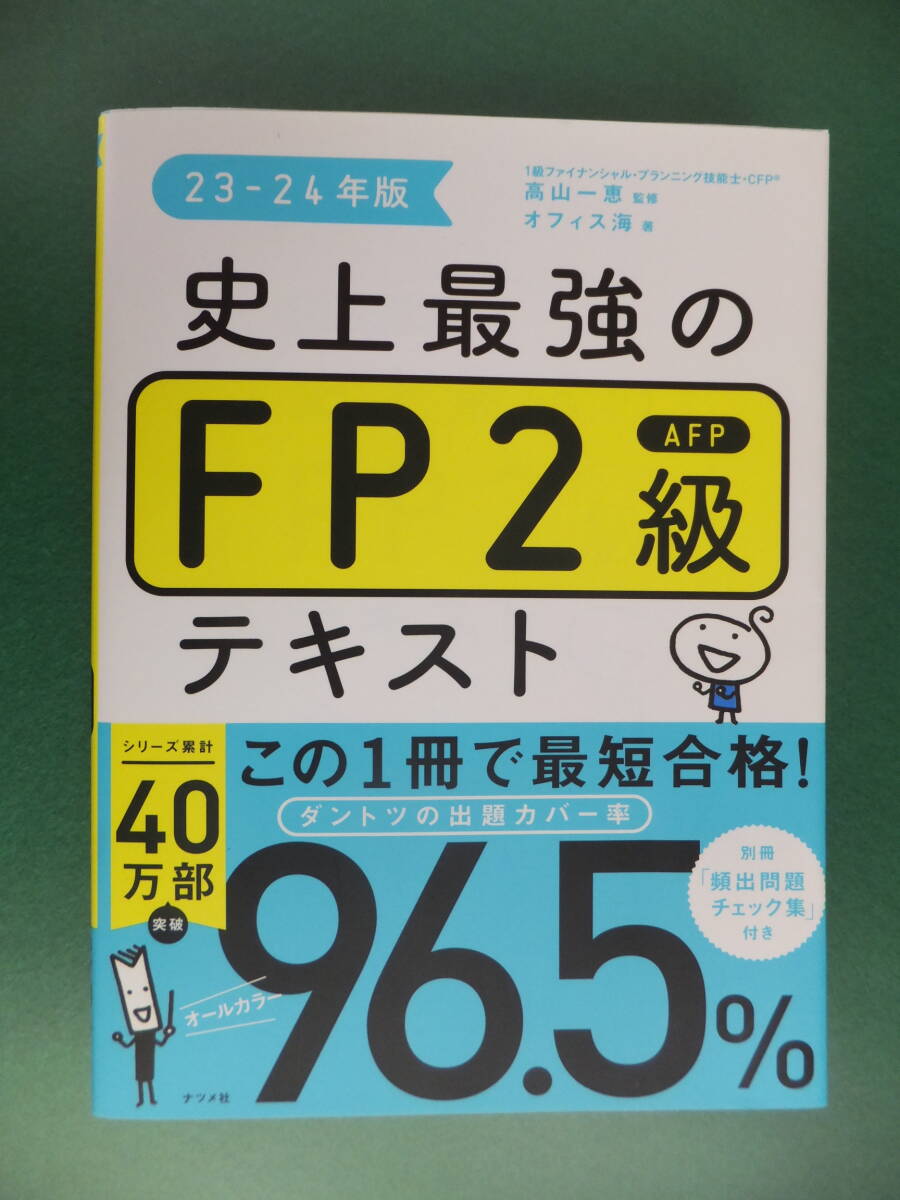 23-24年版
1級ファイナンシャル・プランニング技能士・CFP®
高山一恵 監修
オフィス海 著
史上最強の
FP2級
AFP
テキスト
シリーズ累計
40
万部
突破
この1冊で最短合格!
ダントツの出題カバー率
96.5%
別冊
「頻出問題
チェック集」
付き
オールカラー
ナツメ社